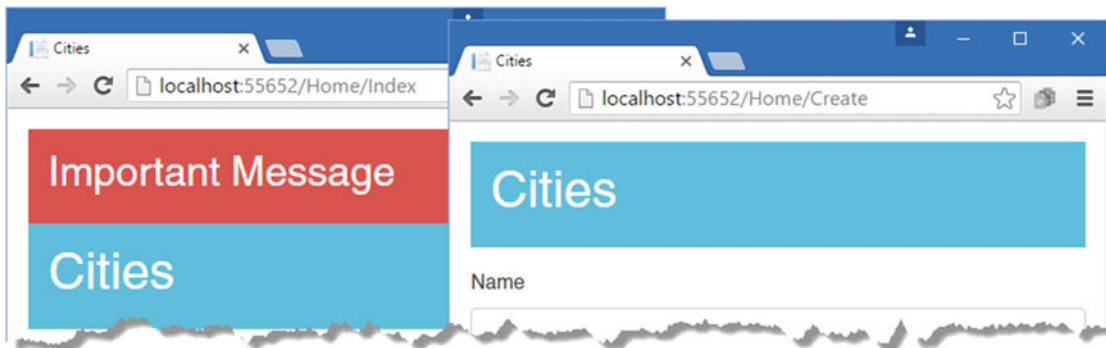 Cities
localhost:55652/Home/Index
Important Message
Cities
Cities
localhost:55652/Home/Create
Cities
Name